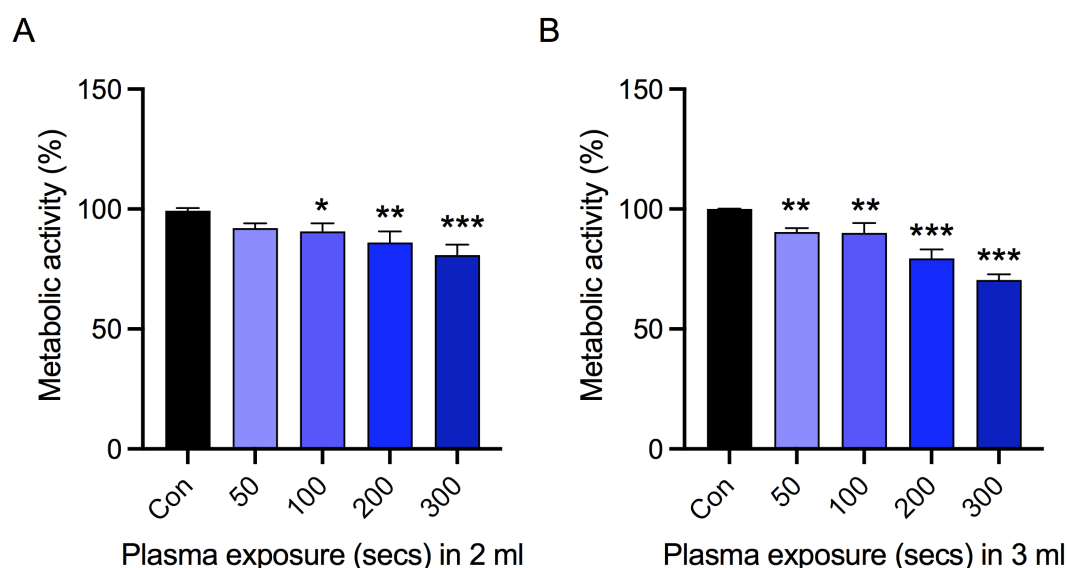 A
150
100
50
0
Metabolic activity (%)
*
**
***
Con
50
100
200
300
Plasma exposure (secs) in 2 ml
B
150
100
50
0
Metabolic activity (%)
**
**
***
***
Con
50
100
200
300
Plasma exposure (secs) in 3 ml